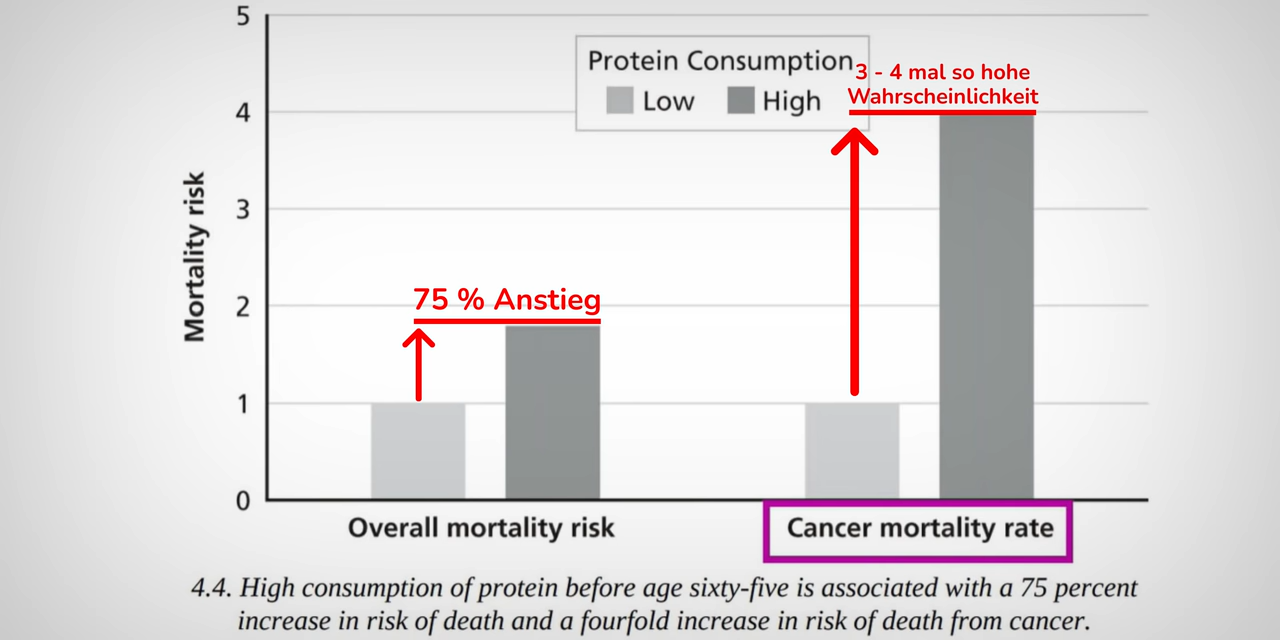 5
Protein Consumption
Low High
3 - 4 mal so hohe
Wahrscheinlichkeit
4
Mortality risk
3
75 % Anstieg
2
1
0
Overall mortality risk
Cancer mortality rate
4.4. High consumption of protein before age sixty-five is associated with a 75 percent
increase in risk of death and a fourfold increase in risk of death from cancer.